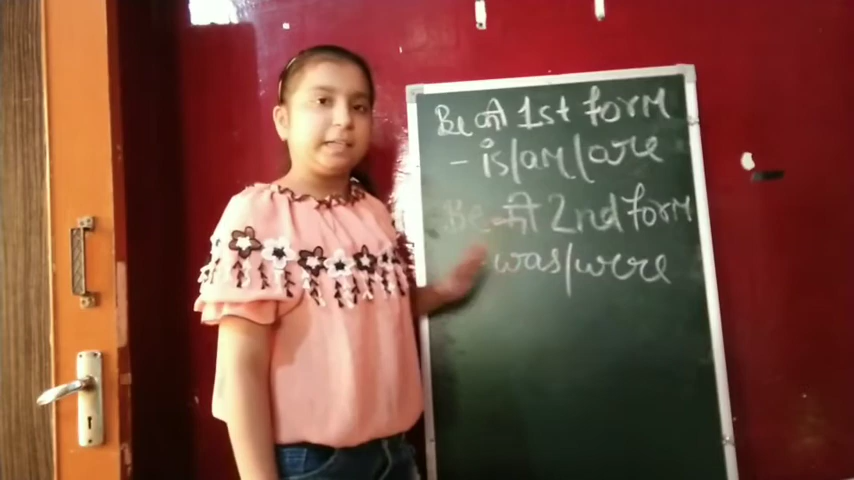 Be की 1st form
- is/am/are
Be की 2nd form
- was/were